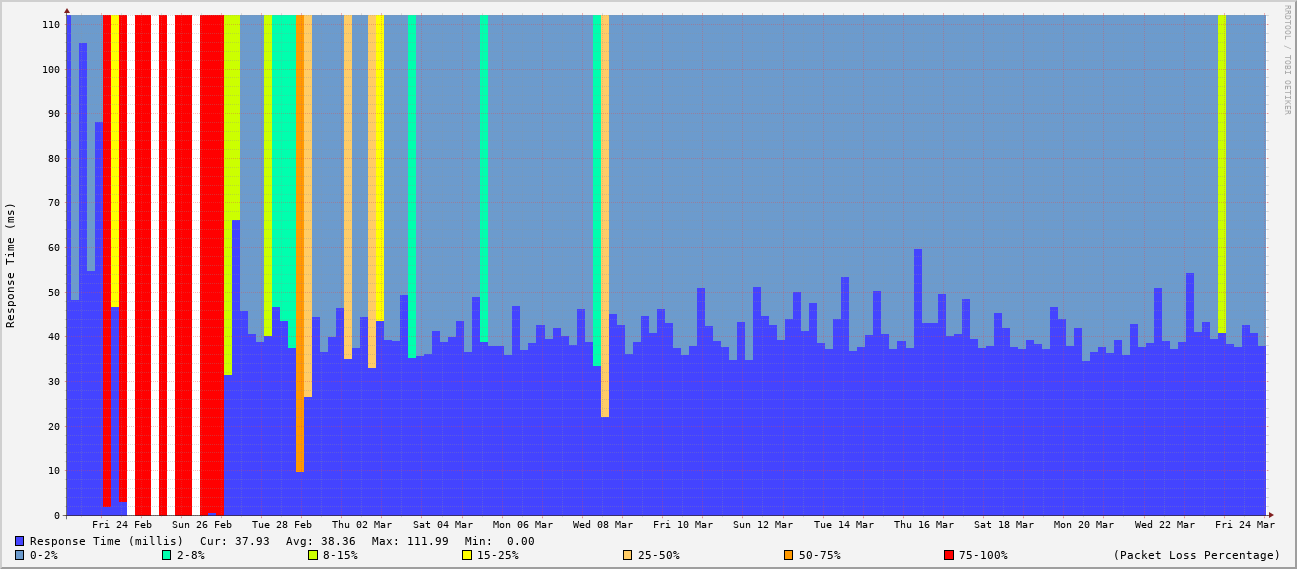 RRDTOOL / TOBI OETIKER
Response Time (ms)
110
100
90
80
70
60
50
40
30
20
10
0
Fri 24 Feb Sun 26 Feb Tue 28 Feb Thu 02 Mar Sat 04 Mar Mon 06 Mar Wed 08 Mar Fri 10 Mar Sun 12 Mar Tue 14 Mar Thu 16 Mar Sat 18 Mar Mon 20 Mar Wed 22 Mar Fri 24 Mar
Response Time (millis) Cur: 37.93 Avg: 38.36 Max: 111.99 Min: 0.00
0-2% 2-8% 8-15% 15-25% 25-50% 50-75% 75-100% (Packet Loss Percentage)